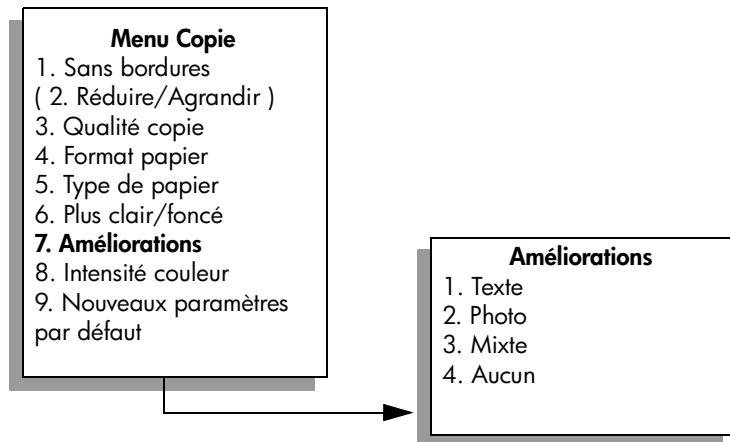 Menu Copie
1. Sans bordures
( 2. Réduire/Agrandir )
3. Qualité copie
4. Format papier
5. Type de papier
6. Plus clair/foncé
7. Améliorations
8. Intensité couleur
9. Nouveaux paramètres
par défaut
Améliorations
1. Texte
2. Photo
3. Mixte
4. Aucun